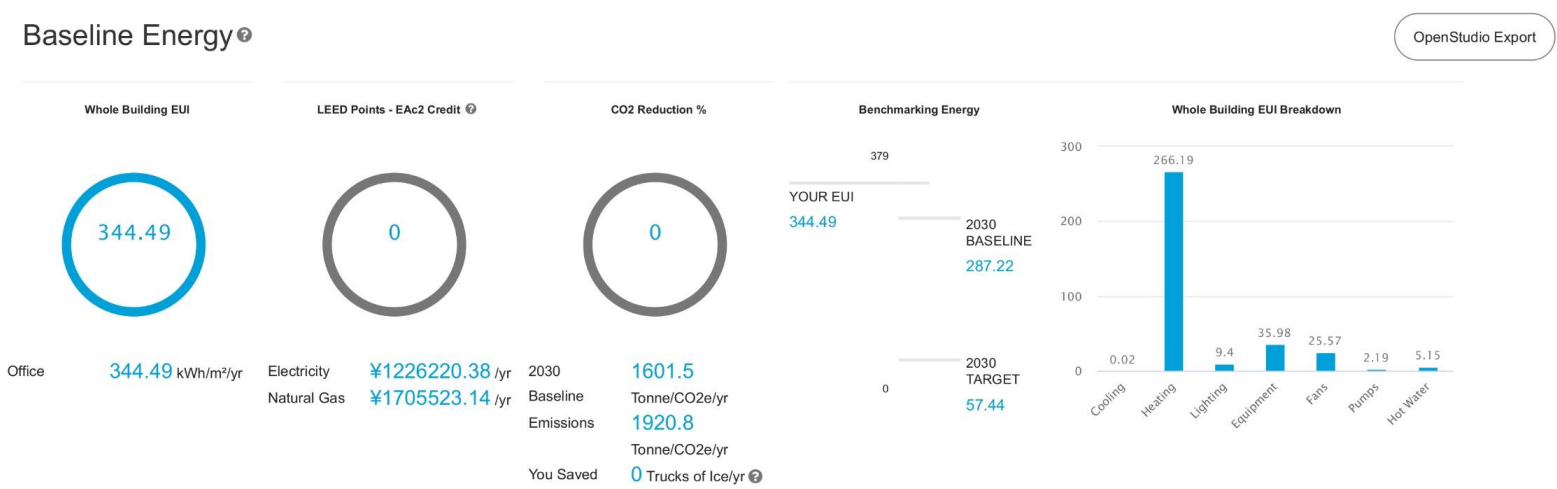 Baseline Energy
OpenStudio Export
Whole Building EUI
344.49
Office 344.49 kWh/m²/yr
LEED Points - EAc2 Credit
0
Electricity ¥1226220.38 /yr
Natural Gas ¥1705523.14 /yr
CO2 Reduction %
0
2030 1601.5
Baseline Tonne/CO2e/yr
Emissions 1920.8
Tonne/CO2e/yr
You Saved 0 Trucks of Ice/yr
Benchmarking Energy
379
YOUR EUI
344.49
2030
BASELINE
287.22
2030
TARGET
0
57.44
Whole Building EUI Breakdown
300
266.19
200
100
35.98
25.57
9.4
5.15
2.19
0.02
0
Cooling
Heating
Lighting
Equipment
Fans
Pumps
Hot Water